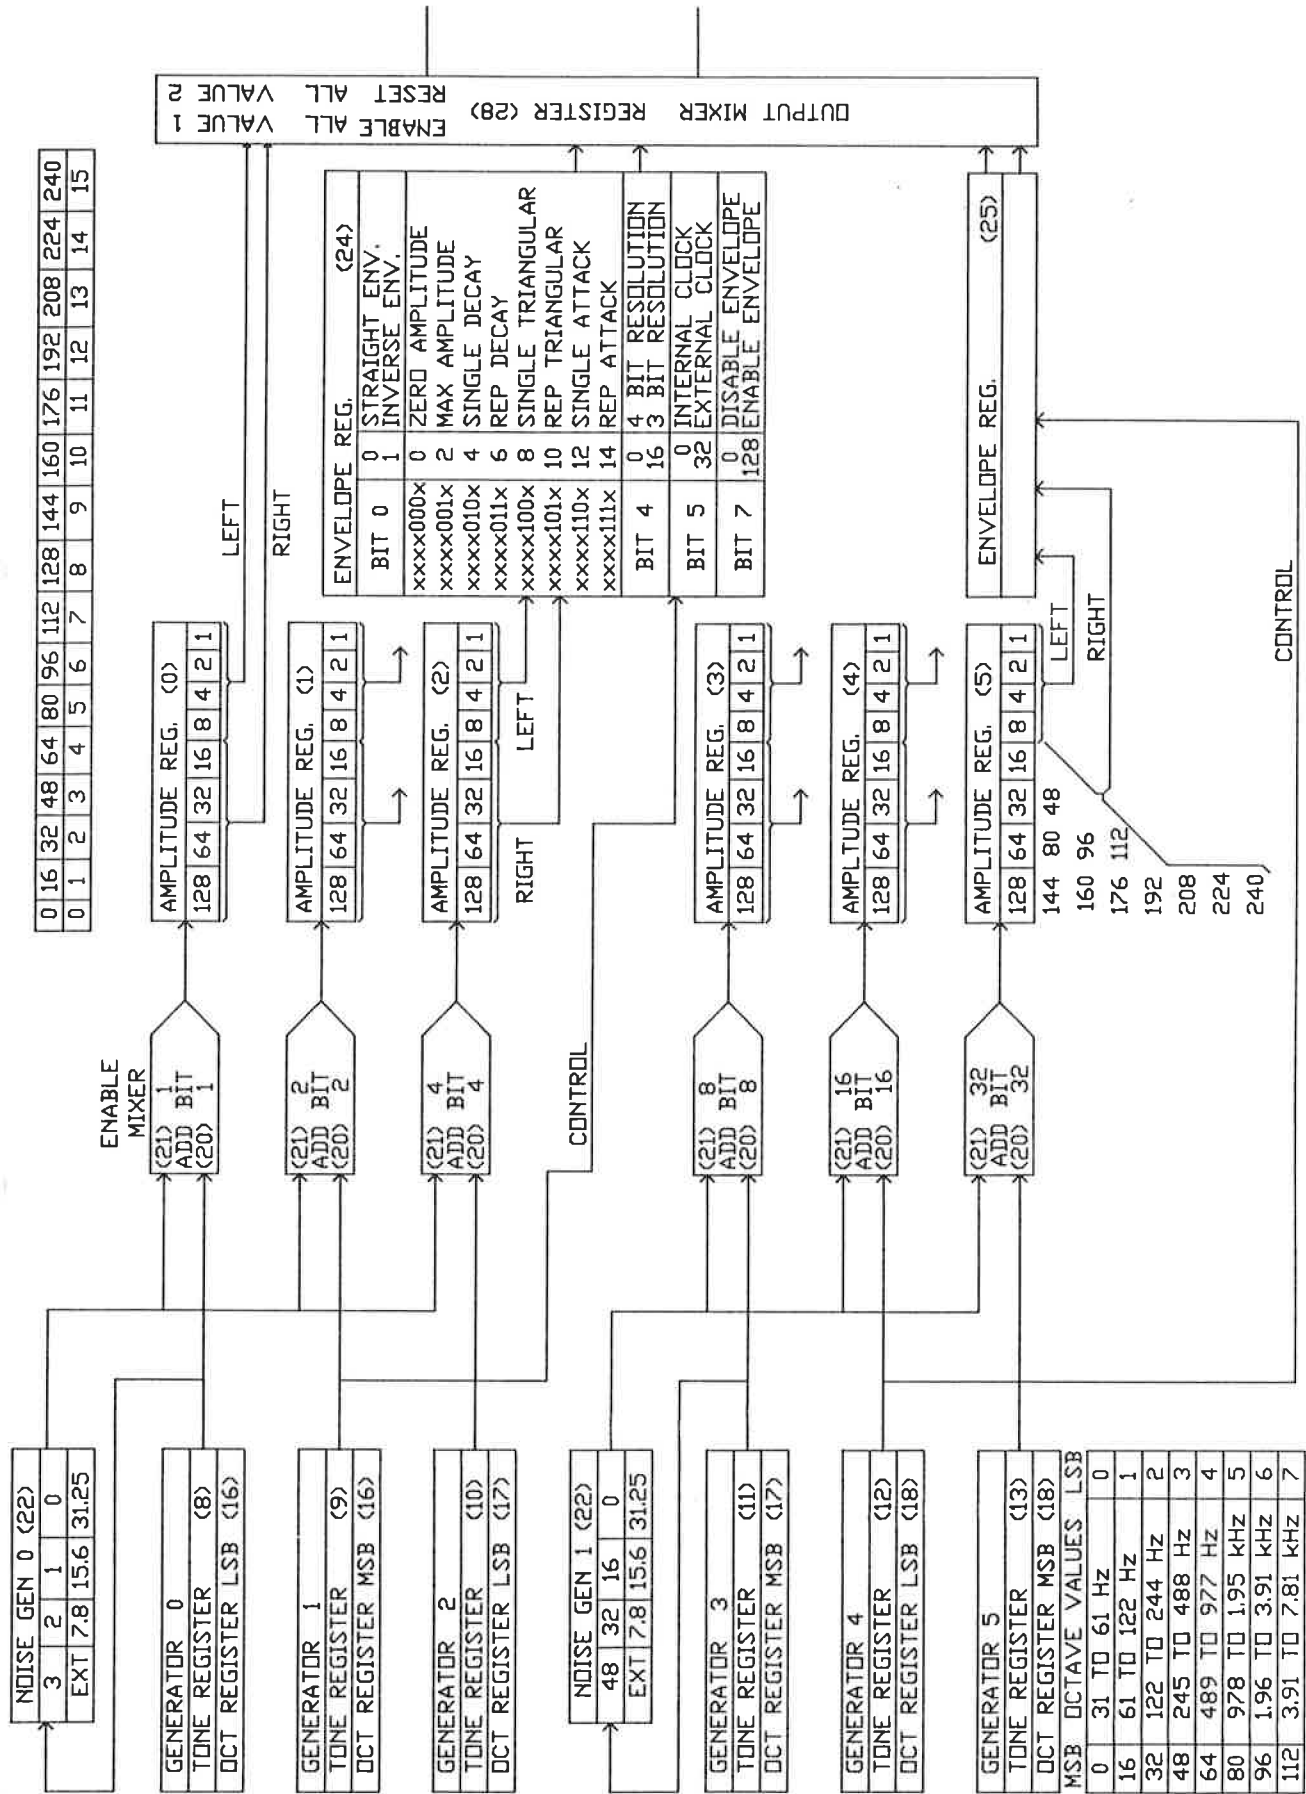 0 16 32 48 64 80 96 112 128 144 160 176 192 208 224 240
0 1 2 3 4 5 6 7 8 9 10 11 12 13 14 15
NOISE GEN 0 (22)
3 2 1 0
EXT 7.8 15.6 31.25
GENERATOR 0
TONE REGISTER (8)
OCT REGISTER LSB (16)
GENERATOR 1
TONE REGISTER (9)
OCT REGISTER MSB (16)
GENERATOR 2
TONE REGISTER (10)
OCT REGISTER LSB (17)
NOISE GEN 1 (22)
48 32 16 0
EXT 7.8 15.6 31.25
GENERATOR 3
TONE REGISTER (11)
OCT REGISTER MSB (17)
GENERATOR 4
TONE REGISTER (12)
OCT REGISTER LSB (18)
GENERATOR 5
TONE REGISTER (13)
OCT REGISTER MSB (18)
MSB OCTAVE VALUES LSB
0 31 TO 61 Hz 0
16 61 TO 122 Hz 1
32 122 TO 244 Hz 2
48 245 TO 488 Hz 3
64 489 TO 977 Hz 4
80 978 TO 1.95 kHz 5
96 1.96 TO 3.91 kHz 6
112 3.91 TO 7.81 kHz 7
ENABLE
MIXER
(21) 1
ADD BIT
(20) 1
(21) 2
ADD BIT
(20) 2
(21) 4
ADD BIT
(20) 4
CONTROL
(21) 8
ADD BIT
(20) 8
(21) 16
ADD BIT
(20) 16
(21) 32
ADD BIT
(20) 32
AMPLITUDE REG. (0)
128 64 32 16 8 4 2 1
LEFT
RIGHT
AMPLITUDE REG. (1)
128 64 32 16 8 4 2 1
AMPLITUDE REG. (2)
128 64 32 16 8 4 2 1
LEFT
RIGHT
AMPLITUDE REG. (3)
128 64 32 16 8 4 2 1
AMPLTUDE REG. (4)
128 64 32 16 8 4 2 1
AMPLITUDE REG. (5)
128 64 32 16 8 4 2 1
144 80 48
160 96
176 112
192
208
224
240
LEFT
RIGHT
CONTROL
ENVELOPE REG. (24)
BIT 0 0 STRAIGHT ENV.
1 INVERSE ENV.
xxxx000x 0 ZERO AMPLITUDE
xxxx001x 2 MAX AMPLITUDE
xxxx010x 4 SINGLE DECAY
xxxx011x 6 REP DECAY
xxxx100x 8 SINGLE TRIANGULAR
xxxx101x 10 REP TRIANGULAR
xxxx110x 12 SINGLE ATTACK
xxxx111x 14 REP ATTACK
BIT 4 0 4 BIT RESOLUTION
16 3 BIT RESOLUTION
BIT 5 0 INTERNAL CLOCK
32 EXTERNAL CLOCK
BIT 7 0 DISABLE ENVELOPE
128 ENABLE ENVELOPE
ENVELOPE REG. (25)
OUTPUT MIXER REGISTER (28)
ENABLE ALL VALUE 1
RESET ALL VALUE 2